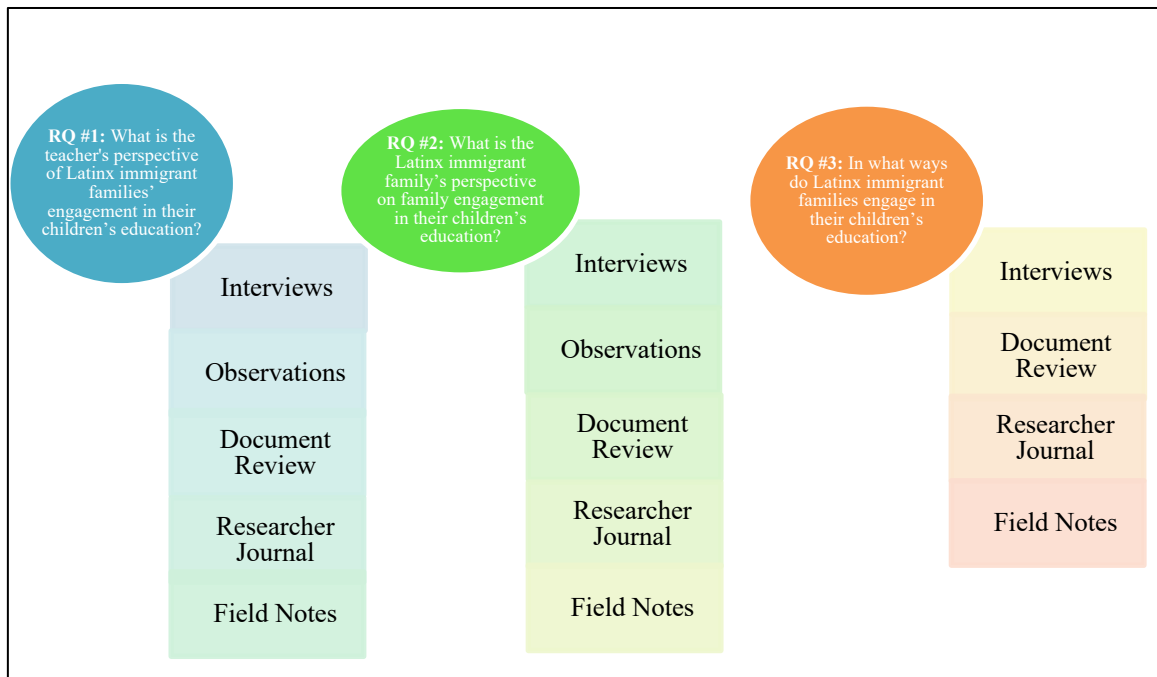 RQ #1: What is the
teacher's perspective
of Latinx immigrant
families’
engagement in their
children’s education?
Interviews
Observations
Document
Review
Researcher
Journal
Field Notes
RQ #2: What is the
Latinx immigrant
family’s perspective
on family engagement
in their children’s
education?
Interviews
Observations
Document
Review
Researcher
Journal
Field Notes
RQ #3: In what ways
do Latinx immigrant
families engage in
their children’s
education?
Interviews
Document
Review
Researcher
Journal
Field Notes